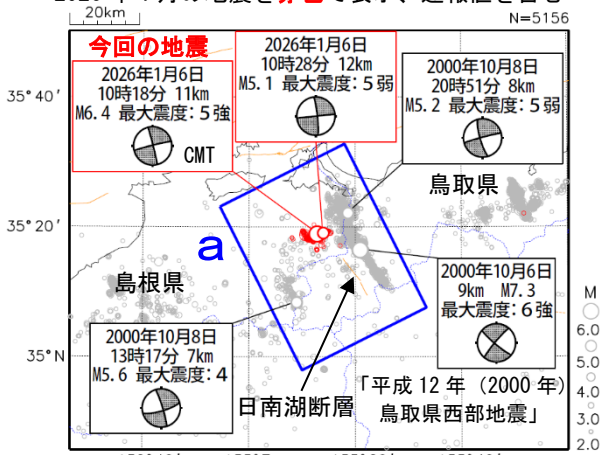 20km
N=5156
今回の地震
2026年1月6日
10時18分 11km
M6.4 最大震度：5強
CMT
2026年1月6日
10時28分 12km
M5.1 最大震度：5弱
2000年10月8日
20時51分 8km
M5.2 最大震度：5弱
35°40′
鳥取県
35°20′
a
島根県
2000年10月6日
9km M7.3
最大震度：6強
2000年10月8日
13時17分 7km
M5.6 最大震度：4
35°N
日南湖断層
「平成12年（2000年）
鳥取県西部地震」
M
6.0
5.0
4.0
3.0
2.0